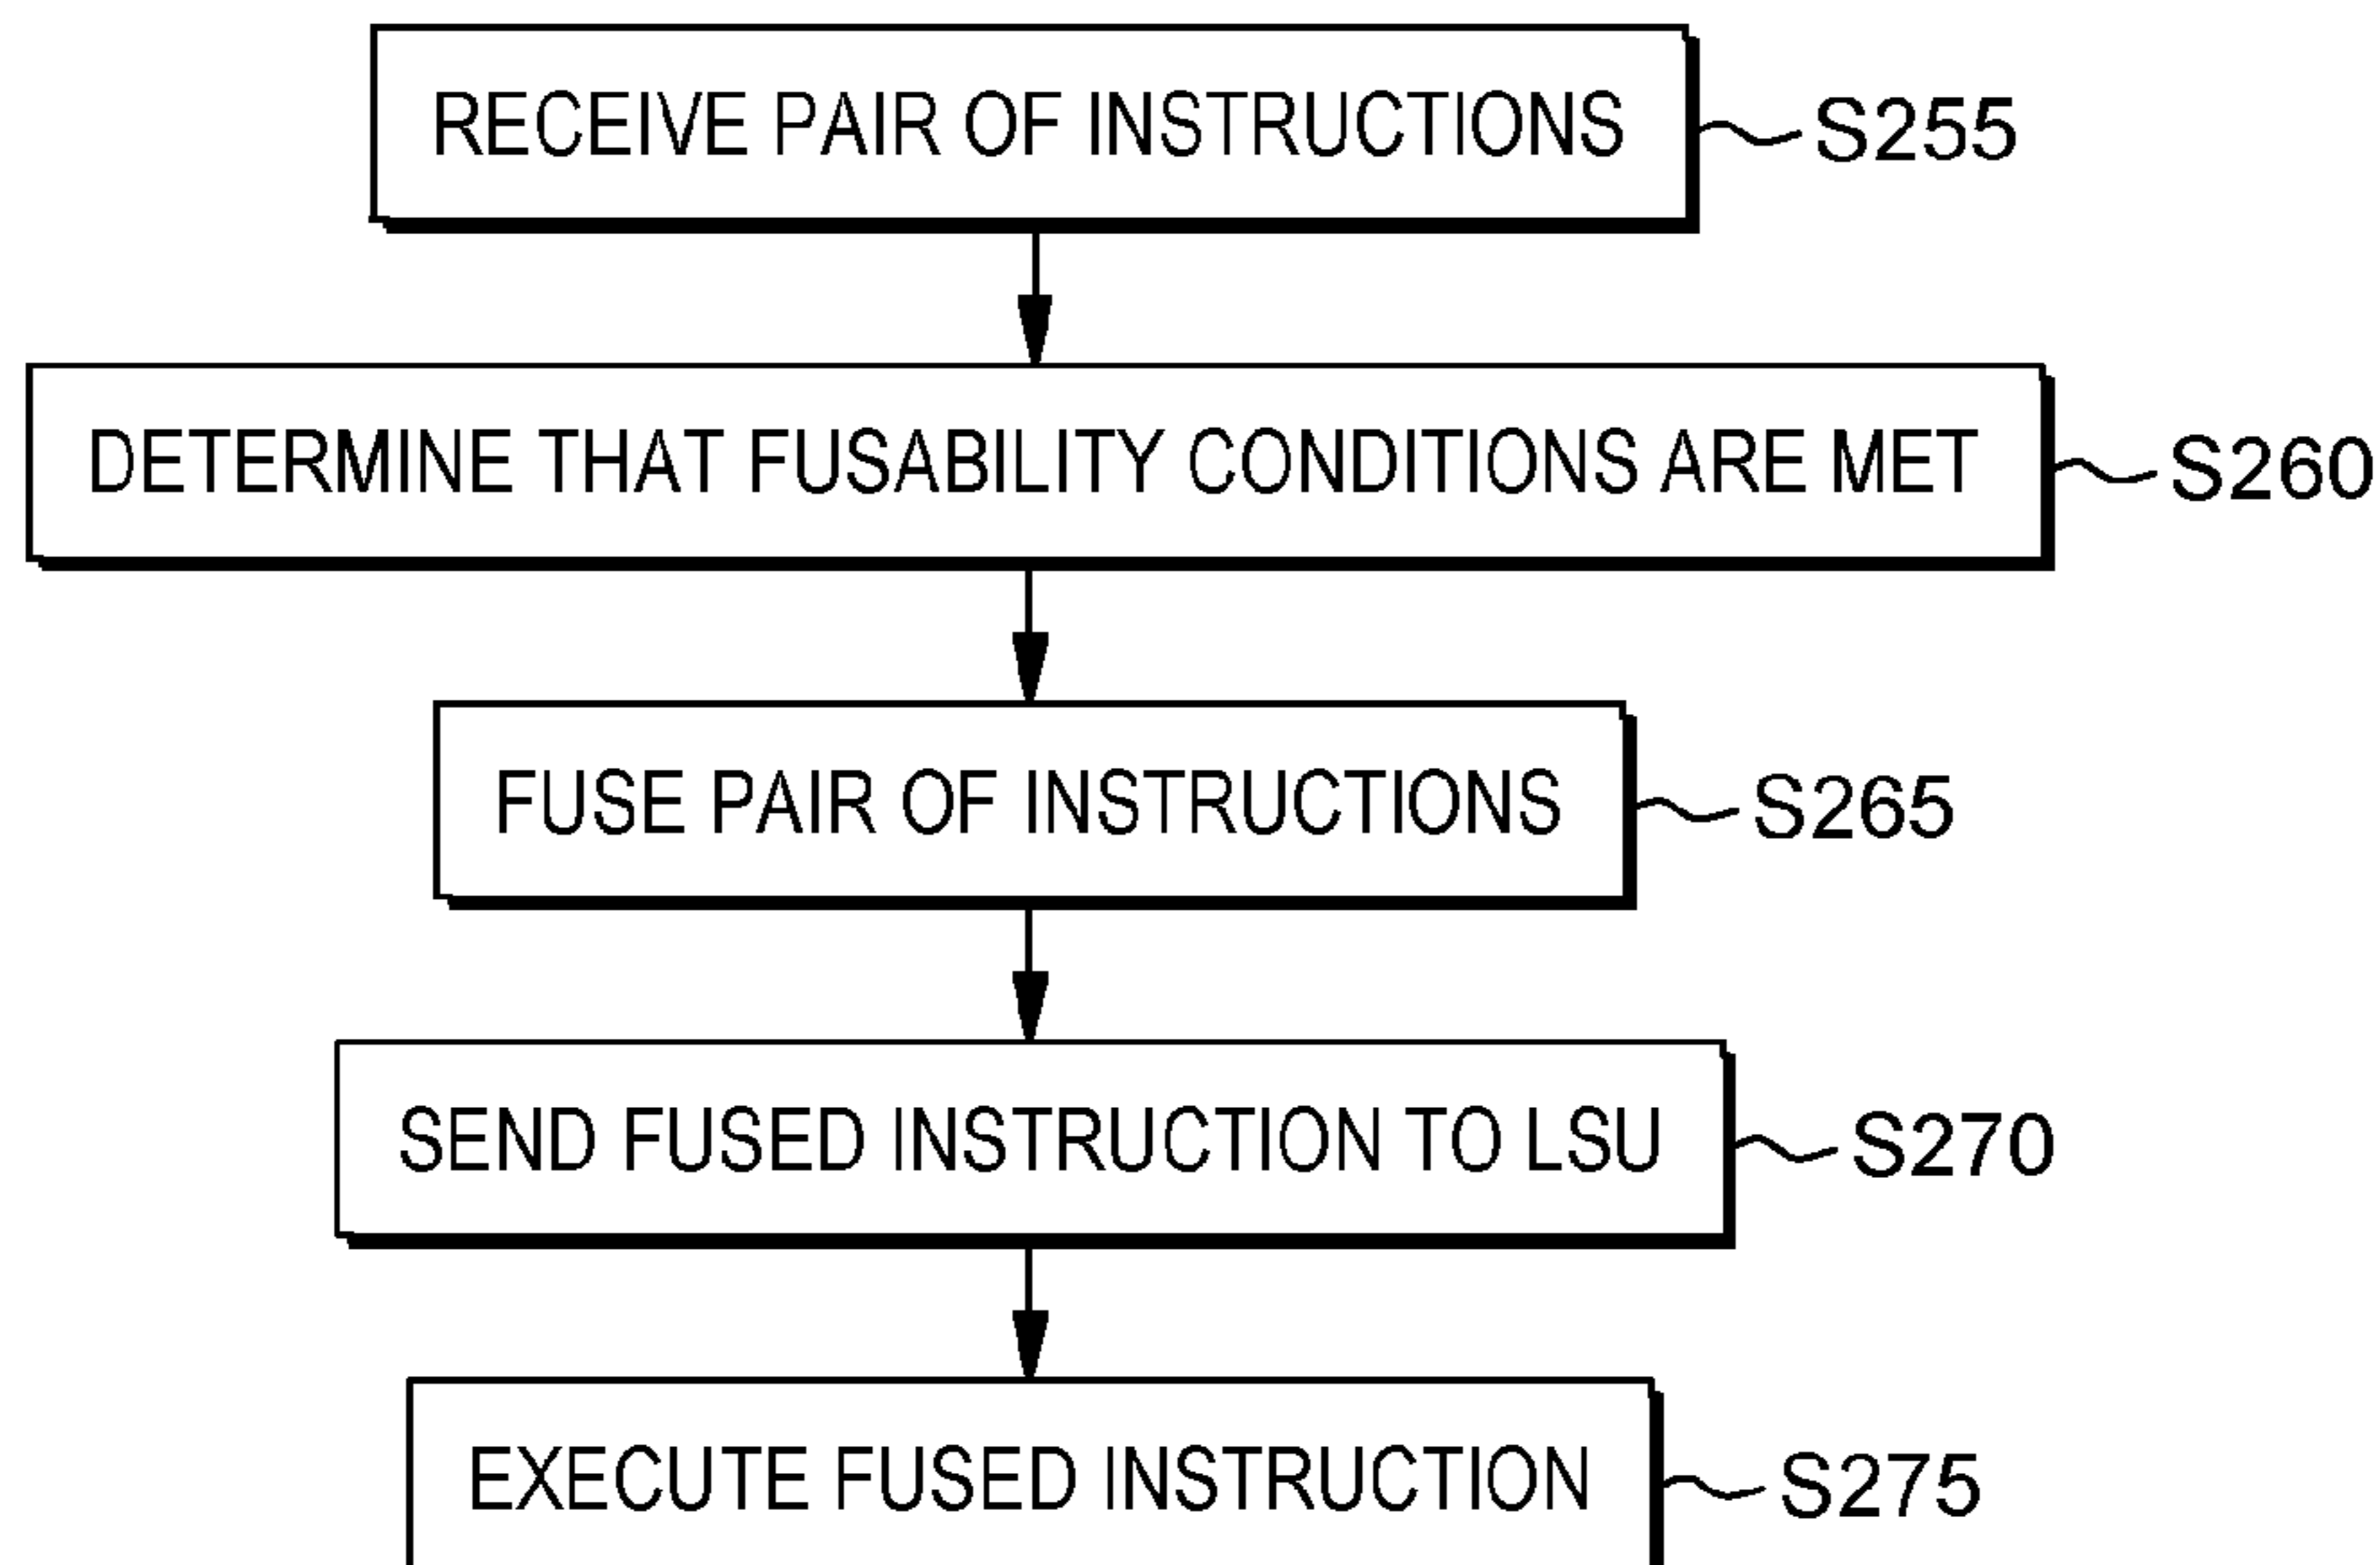 RECEIVE PAIR OF INSTRUCTIONS S255
DETERMINE THAT FUSABILITY CONDITIONS ARE MET S260
FUSE PAIR OF INSTRUCTIONS S265
SEND FUSED INSTRUCTION TO LSU S270
EXECUTE FUSED INSTRUCTION S275